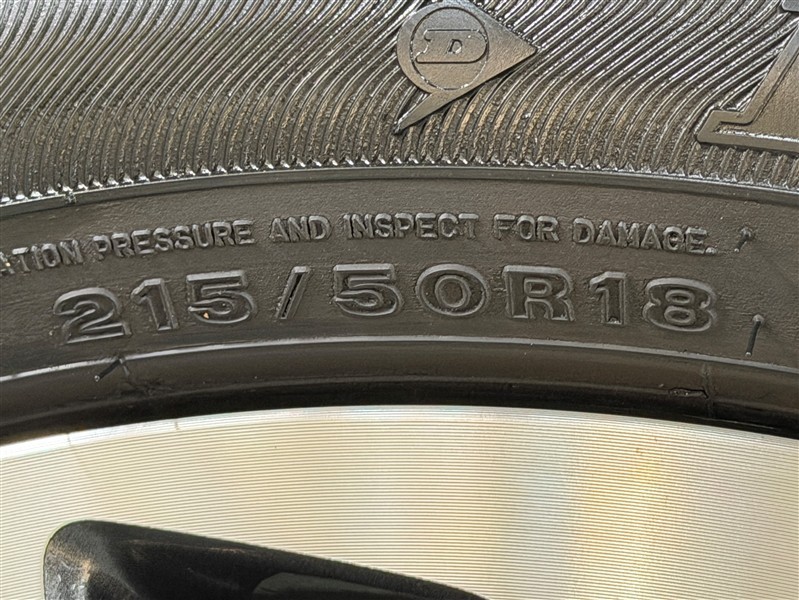 D
ATION PRESSURE AND INSPECT FOR DAMAGE
215/50R18